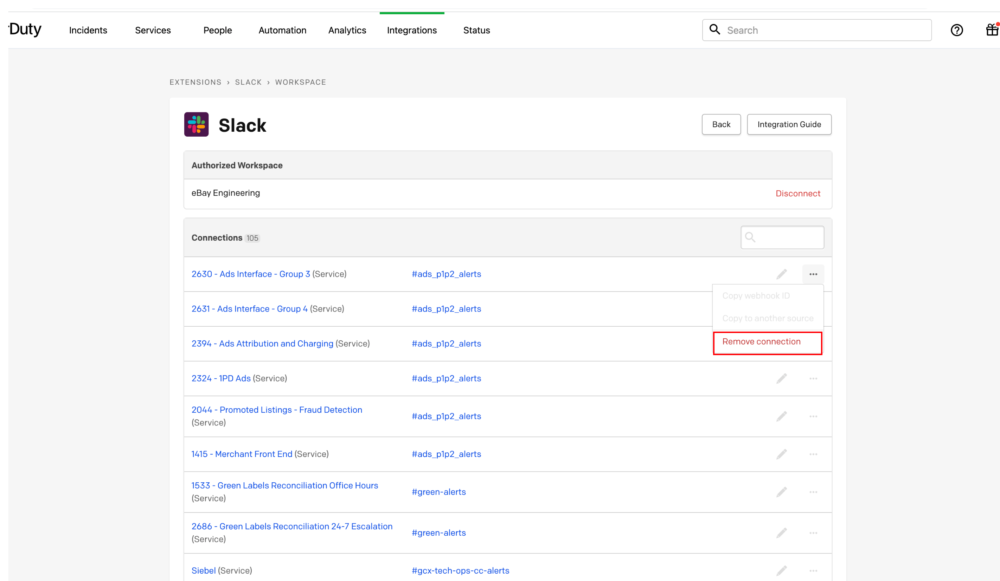 Duty
Incidents
Services
People
Automation
Analytics
Integrations
Status
Search
EXTENSIONS › SLACK › WORKSPACE
Slack
Back
Integration Guide
Authorized Workspace
eBay Engineering
Disconnect
Connections 105
2630 - Ads Interface - Group 3 (Service)
#ads_p1p2_alerts
Copy webhook ID
2631 - Ads Interface - Group 4 (Service)
#ads_p1p2_alerts
Copy to another source
2394 - Ads Attribution and Charging (Service)
#ads_p1p2_alerts
Remove connection
2324 - 1PD Ads (Service)
#ads_p1p2_alerts
2044 - Promoted Listings - Fraud Detection
(Service)
#ads_p1p2_alerts
1415 - Merchant Front End (Service)
#ads_p1p2_alerts
1533 - Green Labels Reconciliation Office Hours
(Service)
#green-alerts
2686 - Green Labels Reconciliation 24-7 Escalation
(Service)
#green-alerts
Siebel (Service)
#gcx-tech-ops-cc-alerts